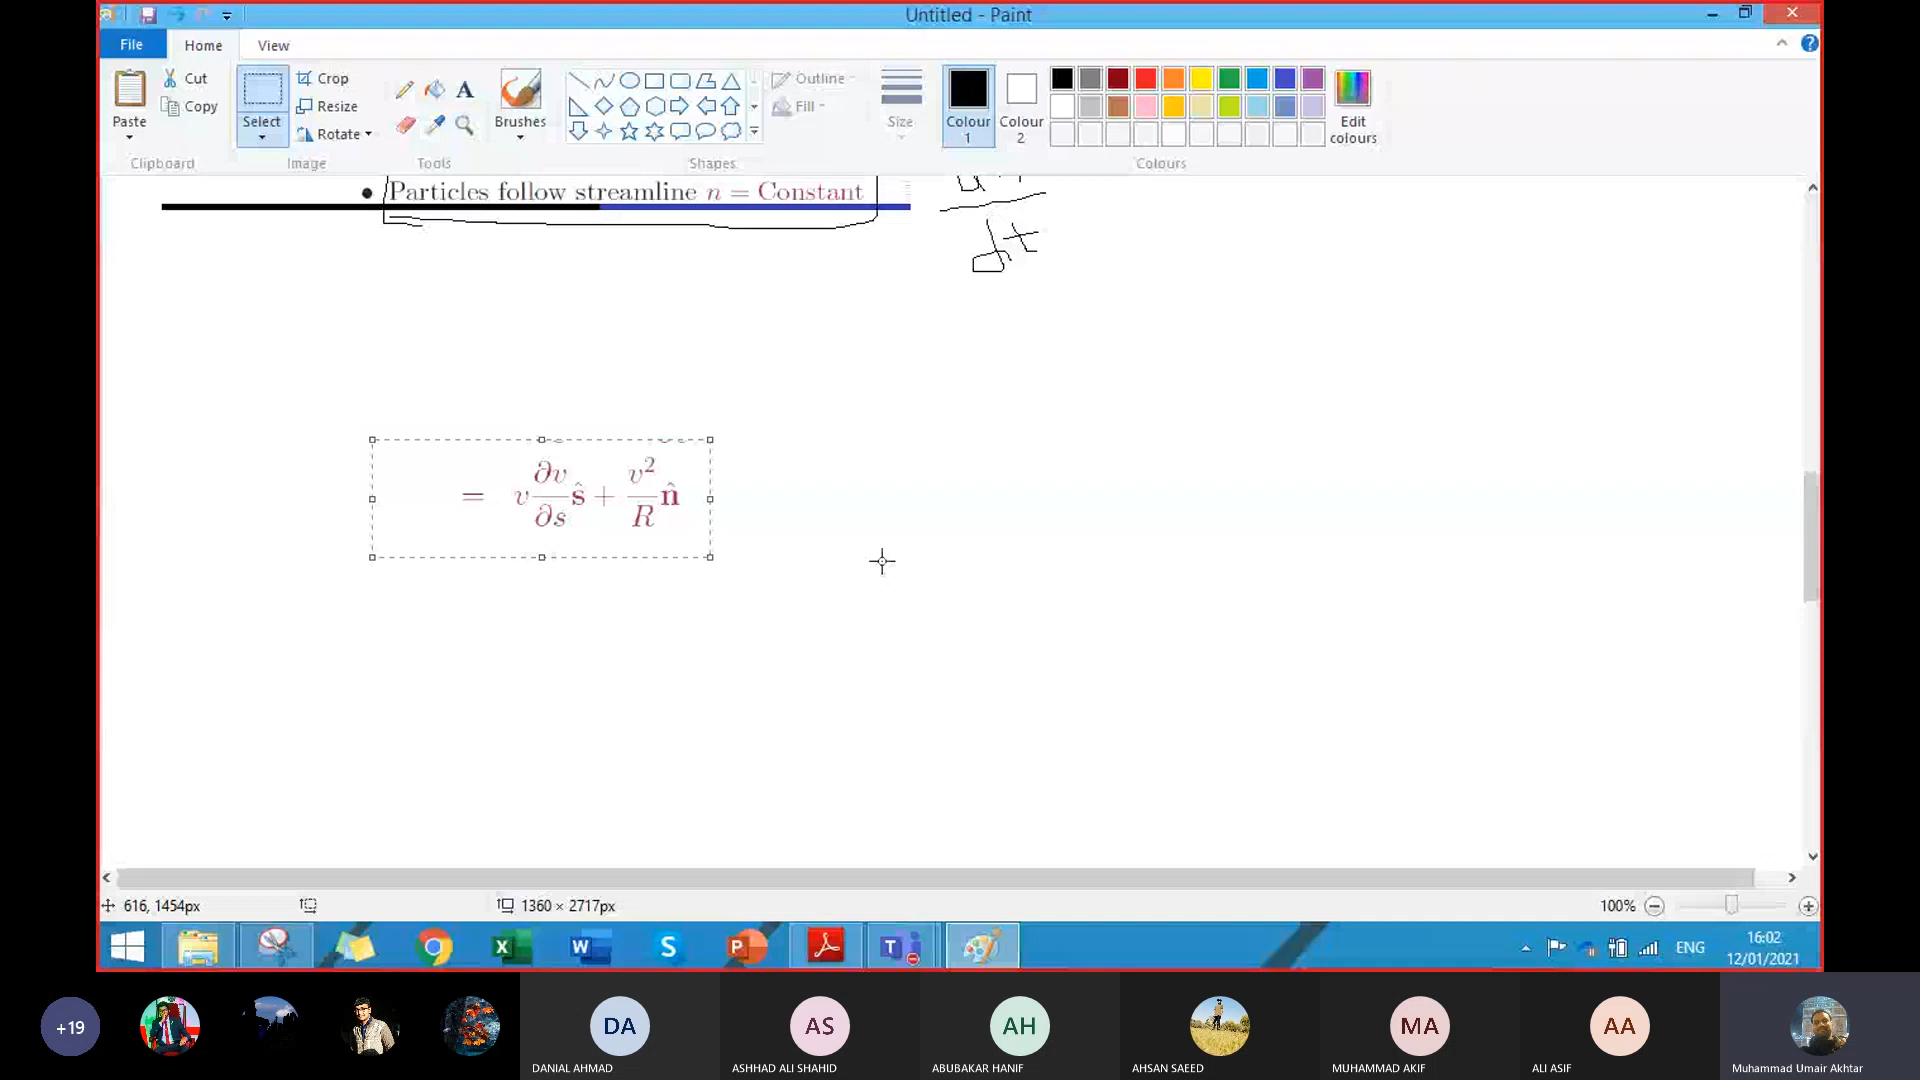 Untitled - Paint
File Home View
Paste Cut Copy Select Crop Resize Rotate Brushes Outline Fill Size Colour 1 Colour 2 Edit colours
Clipboard Image Tools Shapes Colours
• Particles follow streamline n = Constant
dt
= v ∂v/∂s ŝ + v²/R n̂
616, 1454px 1360 × 2717px 100%
ENG 16:02
12/01/2021
+19 DA AS AH MA AA
DANIAL AHMAD ASHHAD ALI SHAHID ABUBAKAR HANIF AHSAN SAEED MUHAMMAD AKIF ALI ASIF Muhammad Umair Akhtar